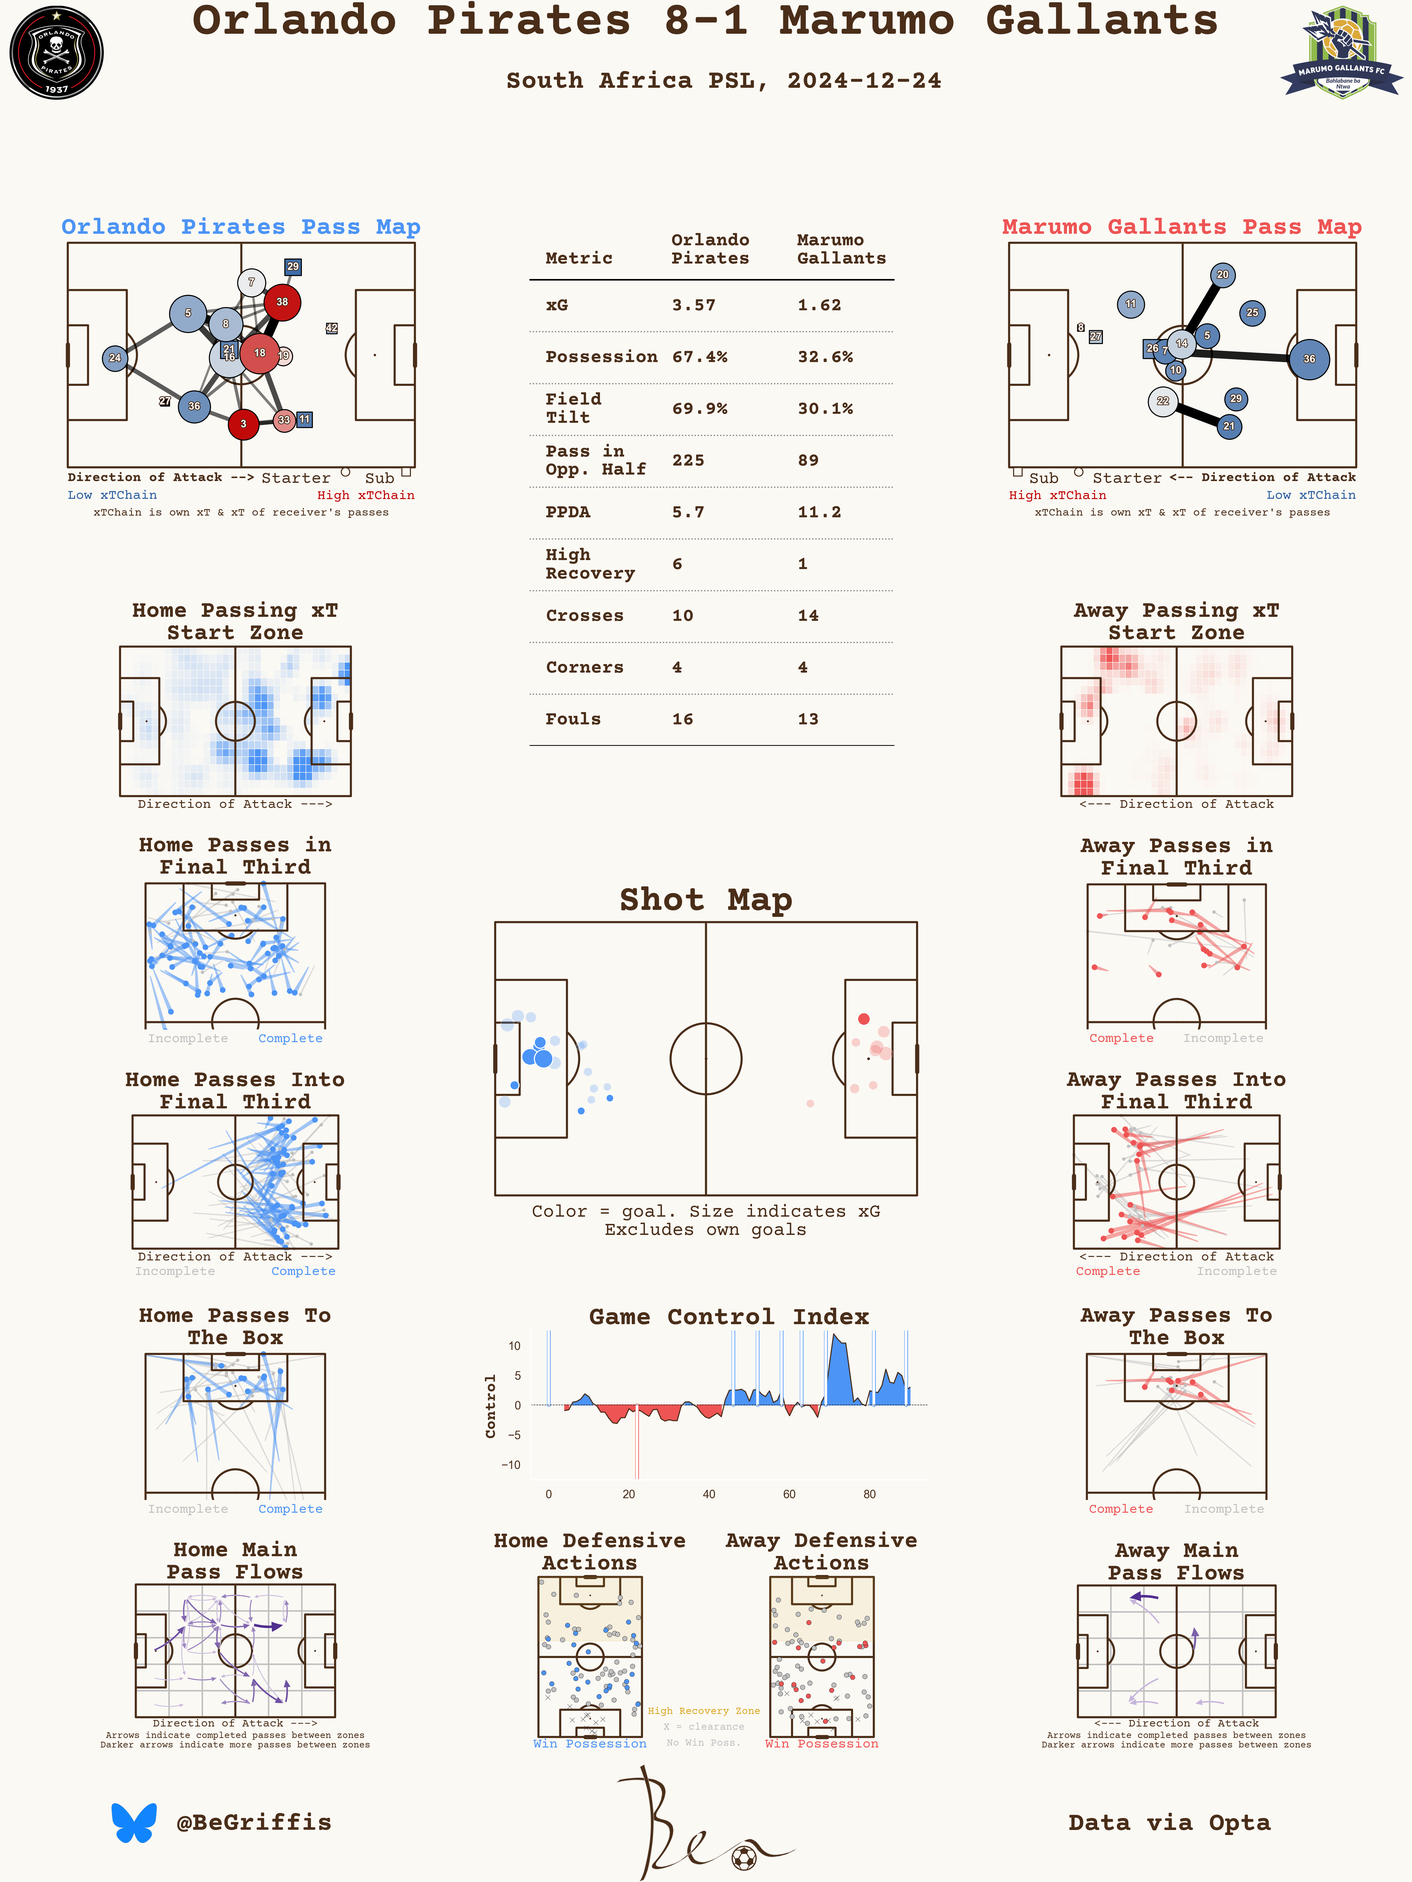 Orlando Pirates 8-1 Marumo Gallants
South Africa PSL, 2024-12-24
ORLANDO
PIRATES
1937
MARUMO GALLANTS FC
Bahlabane ba
Ntwa
Orlando Pirates Pass Map
29
7
38
5
8
42
21
16
18
19
24
27
36
3
33
11
Direction of Attack --> Starter Sub
Low xTChain High xTChain
xTChain is own xT & xT of receiver's passes
Metric Orlando Pirates Marumo Gallants
xG 3.57 1.62
Possession 67.4% 32.6%
Field Tilt 69.9% 30.1%
Pass in Opp. Half 225 89
PPDA 5.7 11.2
High Recovery 6 1
Crosses 10 14
Corners 4 4
Fouls 16 13
Marumo Gallants Pass Map
20
11
25
8
27
5
14
26
7
36
10
22
29
21
Sub Starter <-- Direction of Attack
High xTChain Low xTChain
xTChain is own xT & xT of receiver's passes
Home Passing xT
Start Zone
Direction of Attack --->
Away Passing xT
Start Zone
<--- Direction of Attack
Home Passes in
Final Third
Incomplete Complete
Away Passes in
Final Third
Complete Incomplete
Shot Map
Color = goal. Size indicates xG
Excludes own goals
Home Passes Into
Final Third
Direction of Attack --->
Incomplete Complete
Away Passes Into
Final Third
<--- Direction of Attack
Complete Incomplete
Home Passes To
The Box
Incomplete Complete
Game Control Index
Control
10
5
0
−5
−10
0 20 40 60 80
Away Passes To
The Box
Complete Incomplete
Home Main
Pass Flows
Direction of Attack --->
Arrows indicate completed passes between zones
Darker arrows indicate more passes between zones
Home Defensive
Actions
Win Possession
Away Defensive
Actions
Win Possession
High Recovery Zone
X = clearance
No Win Poss.
Away Main
Pass Flows
<--- Direction of Attack
Arrows indicate completed passes between zones
Darker arrows indicate more passes between zones
@BeGriffis
Ben
Data via Opta